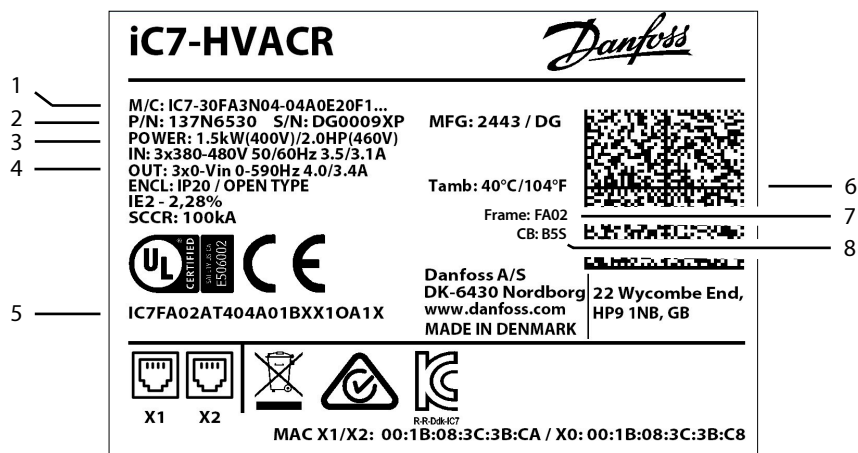 iC7-HVACR
Danfoss
1
M/C: IC7-30FA3N04-04A0E20F1...
2
P/N: 137N6530 S/N: DG0009XP
MFG: 2443 / DG
3
POWER: 1.5kW(400V)/2.0HP(460V)
IN: 3x380-480V 50/60Hz 3.5/3.1A
4
OUT: 3x0-Vin 0-590Hz 4.0/3.4A
ENCL: IP20 / OPEN TYPE
Tamb: 40°C/104°F
6
IE2 - 2,28%
SCCR: 100kA
Frame: FA02
7
CB: B5S
8
UL
®
CERTIFIED
SAFETY US CA
E506002
CE
Danfoss A/S
DK-6430 Nordborg
www.danfoss.com
MADE IN DENMARK
22 Wycombe End,
HP9 1NB, GB
5
IC7FA02AT404A01BXX1OA1X
X1
X2
R-R-Ddk-IC7
MAC X1/X2: 00:1B:08:3C:3B:CA / X0: 00:1B:08:3C:3B:C8